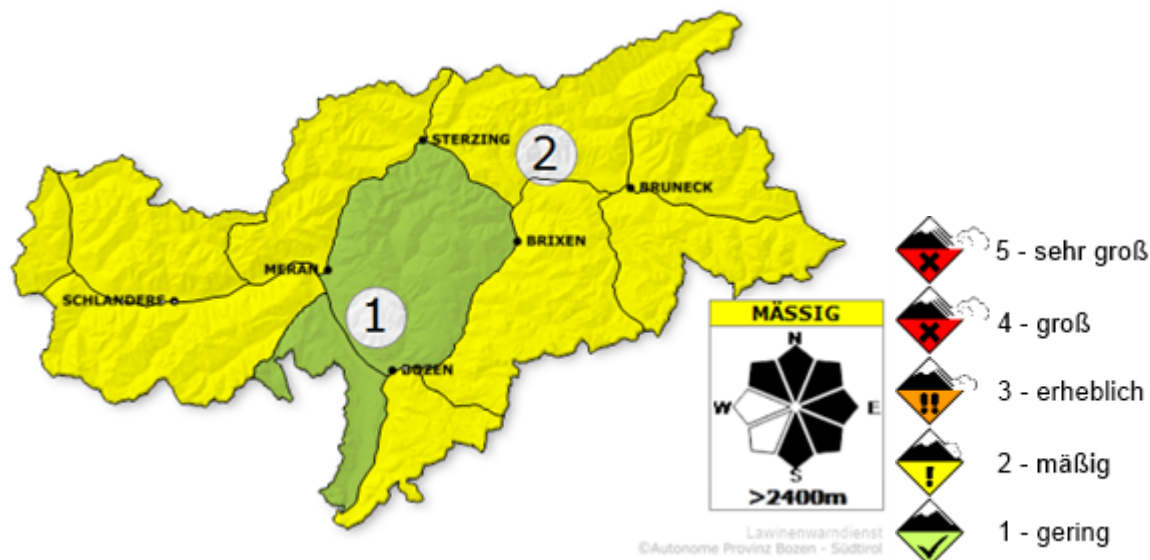 STERZING
2
BRUNECK
BRIXEN
MERAN
SCHLANDERS
1
BOZEN
MÄSSIG
N
W
E
S
>2400m
5 - sehr groß
4 - groß
3 - erheblich
2 - mäßig
1 - gering
Lawinenwarndienst
©Autonome Provinz Bozen - Südtirol